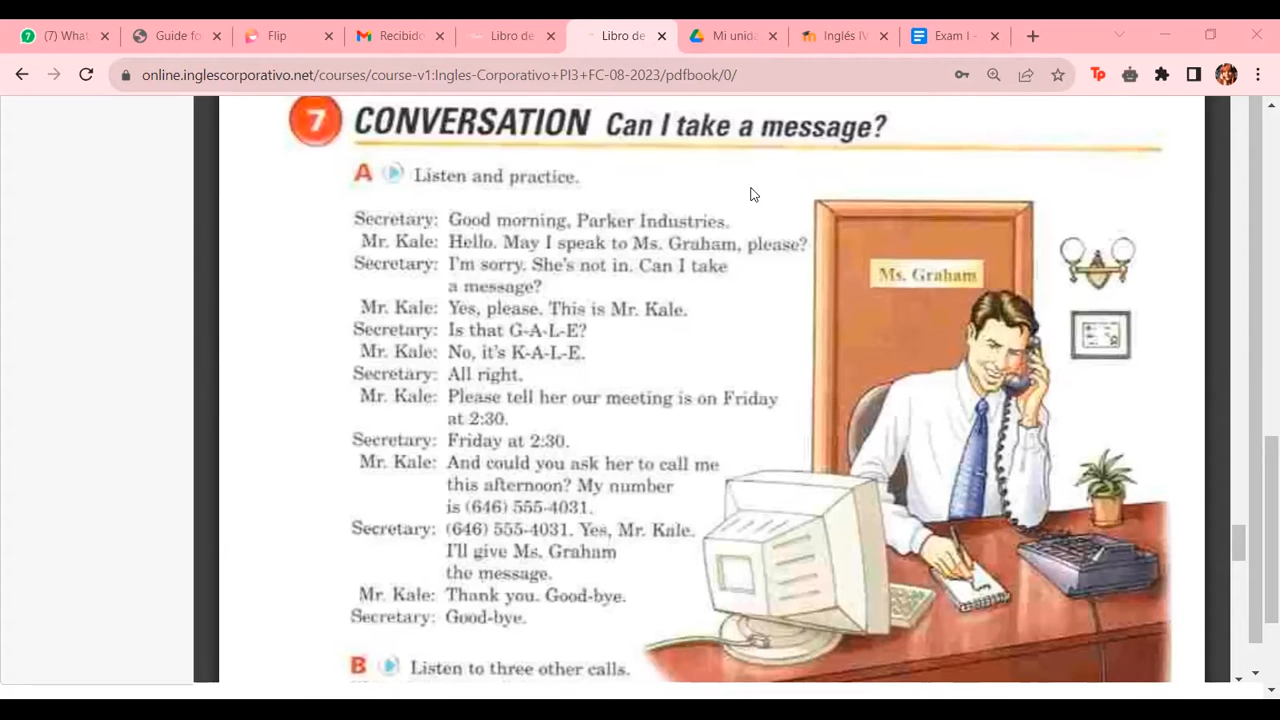 (7) What
Guide fo
Flip
Recibido
Libro de
Libro de
Mi unida
Inglés IV
Exam I -
online.inglescorporativo.net/courses/course-v1:Ingles-Corporativo+PI3+FC-08-2023/pdfbook/0/
Tp
7 CONVERSATION Can I take a message?
A Listen and practice.
Secretary: Good morning, Parker Industries.
Mr. Kale: Hello. May I speak to Ms. Graham, please?
Secretary: I'm sorry. She's not in. Can I take
a message?
Mr. Kale: Yes, please. This is Mr. Kale.
Secretary: Is that G-A-L-E?
Mr. Kale: No, it's K-A-L-E.
Secretary: All right.
Mr. Kale: Please tell her our meeting is on Friday
at 2:30.
Secretary: Friday at 2:30.
Mr. Kale: And could you ask her to call me
this afternoon? My number
is (646) 555-4031.
Secretary: (646) 555-4031. Yes, Mr. Kale.
I'll give Ms. Graham
the message.
Mr. Kale: Thank you. Good-bye.
Secretary: Good-bye.
Ms. Graham
B Listen to three other calls.